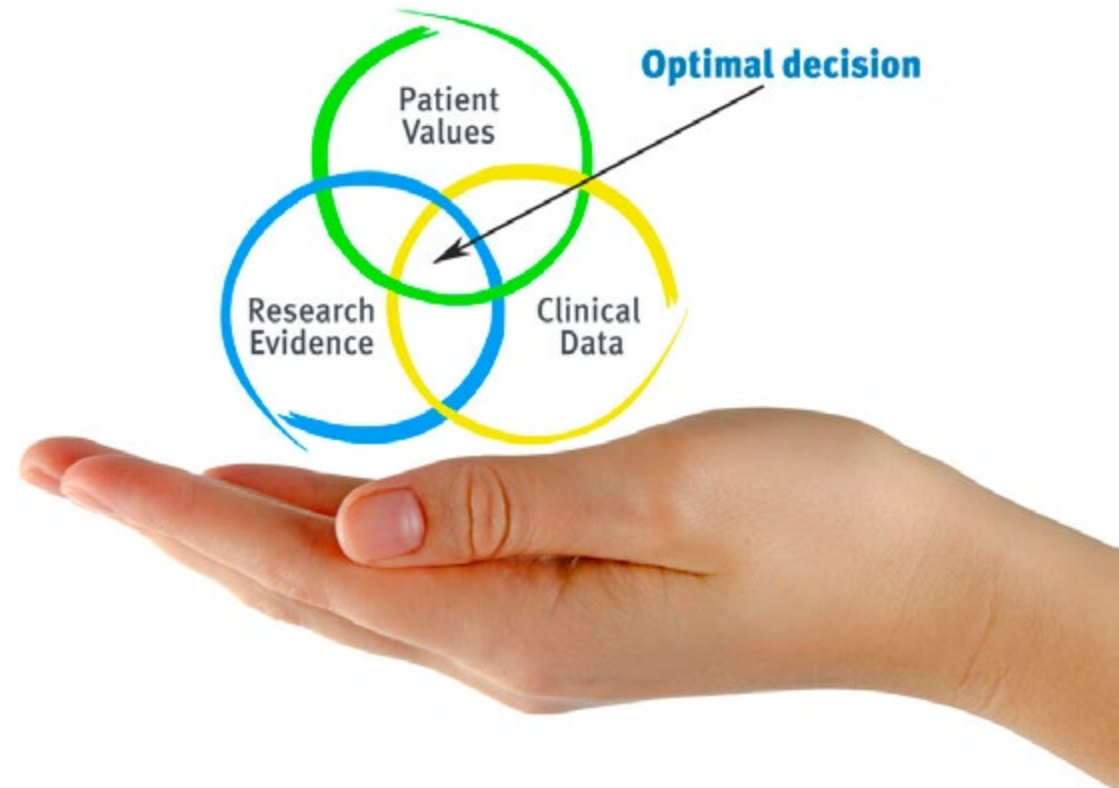 Optimal decision
Patient
Values
Research
Evidence
Clinical
Data